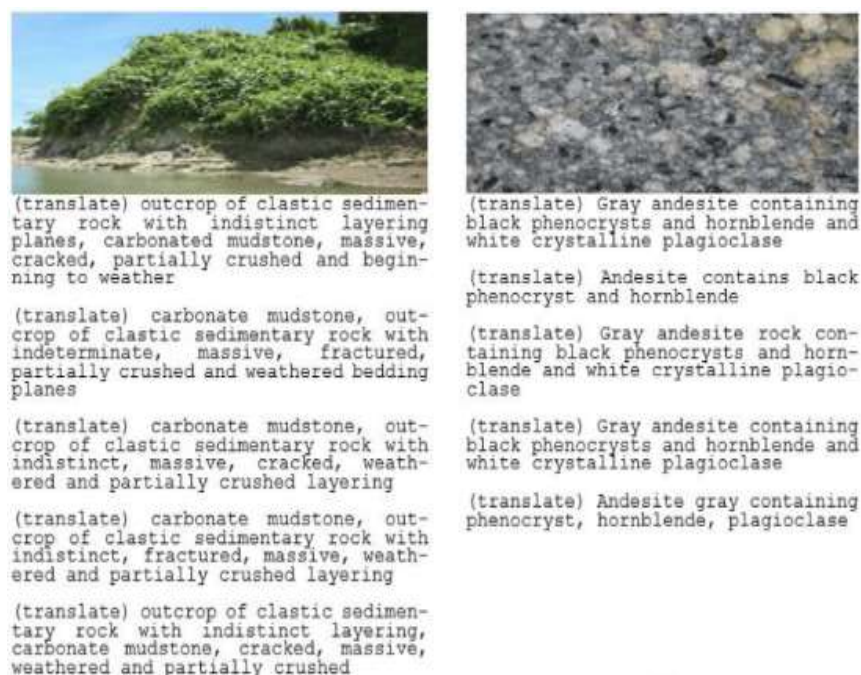 (translate) outcrop of clastic sedimen-
tary rock with indistinct layering
planes, carbonated mudstone, massive,
cracked, partially crushed and begin-
ning to weather
(translate) carbonate mudstone, out-
crop of clastic sedimentary rock with
indeterminate, massive, fractured,
partially crushed and weathered bedding
planes
(translate) carbonate mudstone, out-
crop of clastic sedimentary rock with
indistinct, massive, cracked, weath-
ered and partially crushed layering
(translate) carbonate mudstone, out-
crop of clastic sedimentary rock with
indistinct, fractured, massive, weath-
ered and partially crushed layering
(translate) outcrop of clastic sedimen-
tary rock with indistinct layering,
carbonate mudstone, cracked, massive,
weathered and partially crushed
(translate) Gray andesite containing
black phenocrysts and hornblende and
white crystalline plagioclase
(translate) Andesite contains black
phenocryst and hornblende
(translate) Gray andesite rock con-
taining black phenocrysts and horn-
blende and white crystalline plagio-
clase
(translate) Gray andesite containing
black phenocrysts and hornblende and
white crystalline plagioclase
(translate) Andesite gray containing
phenocryst, hornblende, plagioclase